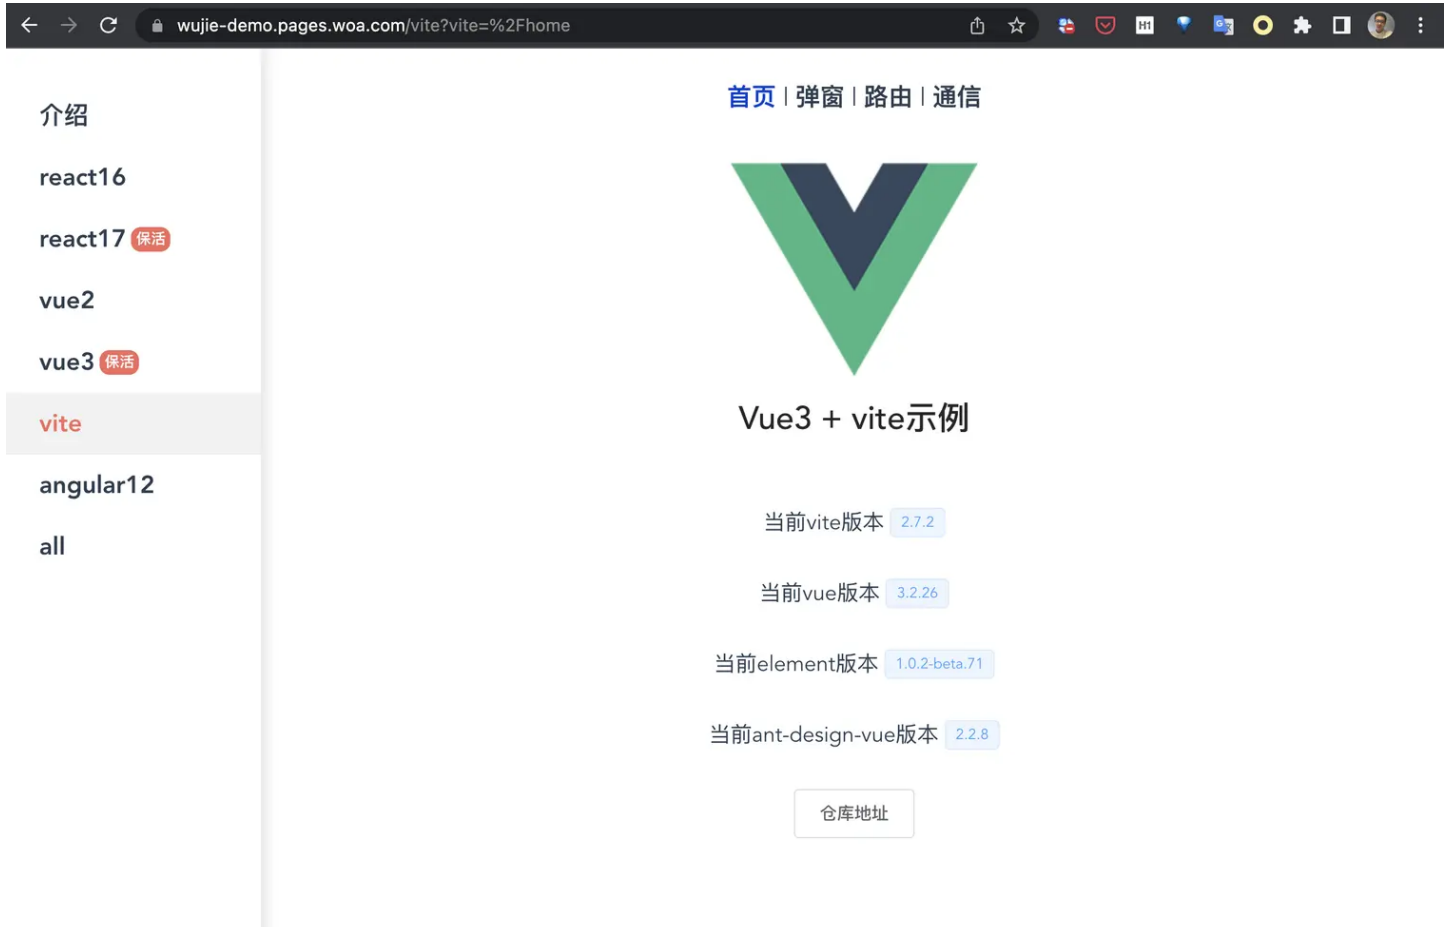 wujie-demo.pages.woa.com/vite?vite=%2Fhome
H1
介绍
react16
react17 保活
vue2
vue3 保活
vite
angular12
all
首页 | 弹窗 | 路由 | 通信
Vue3 + vite示例
当前vite版本 2.7.2
当前vue版本 3.2.26
当前element版本 1.0.2-beta.71
当前ant-design-vue版本 2.2.8
仓库地址